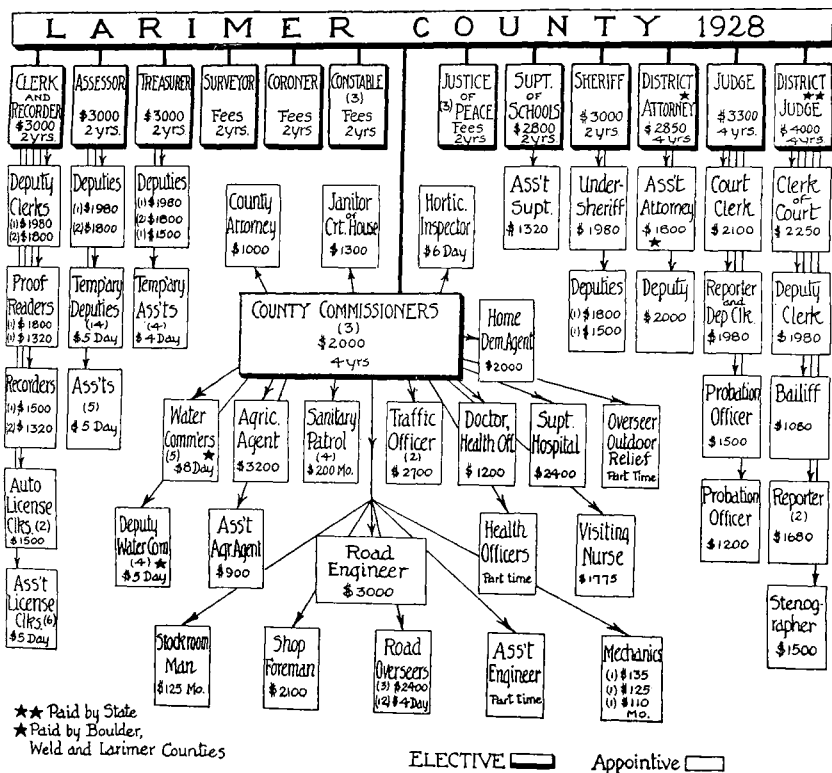 LARIMER COUNTY 1928
CLERK
AND
RECORDER
$3000
2yrs.
ASSESSOR
$3000
2yrs.
TREASURER
$3000
2yrs.
SURVEYOR
Fees
2yrs.
CORONER
Fees
2yrs.
CONSTABLE
(3)
Fees
2yrs.
JUSTICE
OF
(3) PEACE
Fees
2yrs
SUPT.
OF
SCHOOLS
$2800
2yrs.
SHERIFF
$3000
2yrs.
DISTRICT
ATTORNEY ★
$2850
4yrs
JUDGE
$3300
4yrs.
DISTRICT
★★
JUDGE
$4000
4yrs.
Deputy
Clerks
(1) $1980
(2) $1800
Deputies
(1) $1980
(2) $1800
Deputies
(1) $1980
(2) $1800
(1) $1500
County
Attorney
$1000
Janitor
of
Crt. House
$1300
Hortic.
Inspector
$6 Day
Ass't
Supt.
$1320
Under-
Sheriff
$1980
Ass't
Attorney
$1800
★
Court
Clerk
$2100
Clerk
of
Court
$2250
Proof
Readers
(1) $1800
(1) $1320
Temp'ary
Deputies
(14)
$5 Day
Temp'ary
Ass'ts
(4)
$4 Day
COUNTY COMMISSIONERS
(3)
$2000
4yrs
Home
Dem.Agent
$2000
Deputies
(1) $1800
(1) $1500
Deputy
$2000
Reporter
and
Dep Clk.
$1980
Deputy
Clerk
$1980
Recorders
(1) $1500
(2) $1320
Ass'ts
(5)
$5 Day
Water
Comm'ers
(5) ★
$8 Day
Agric.
Agent
$3200
Sanitary
Patrol
(4)
$200 Mo.
Traffic
Officer
(2)
$2700
Doctor,
Health Off.
$1200
Supt.
Hospital
$2400
Overseer
Outdoor
Relief
Part Time
Probation
Officer
$1500
Bailiff
$1080
Auto
License
Clks. (2)
$1500
Deputy
Water Com.
(4) ★
$5 Day
Ass't
Agr.Agent
$900
Road
Engineer
$3000
Health
Officers
Part time
Visiting
Nurse
$1775
Probation
Officer
$1200
Reporter
(2)
$1680
Ass't
License
Clks. (6)
$5 Day
Stockroom
Man
$125 Mo.
Shop
Foreman
$2100
Road
Overseers
(3) $2400
(12) $4 Day
Ass't
Engineer
Part time
Mechanics
(1) $135
(1) $125
(1) $110
Mo.
Stenog-
rapher
$1500
★★ Paid by State
★ Paid by Boulder,
Weld and Larimer Counties
ELECTIVE
Appointive